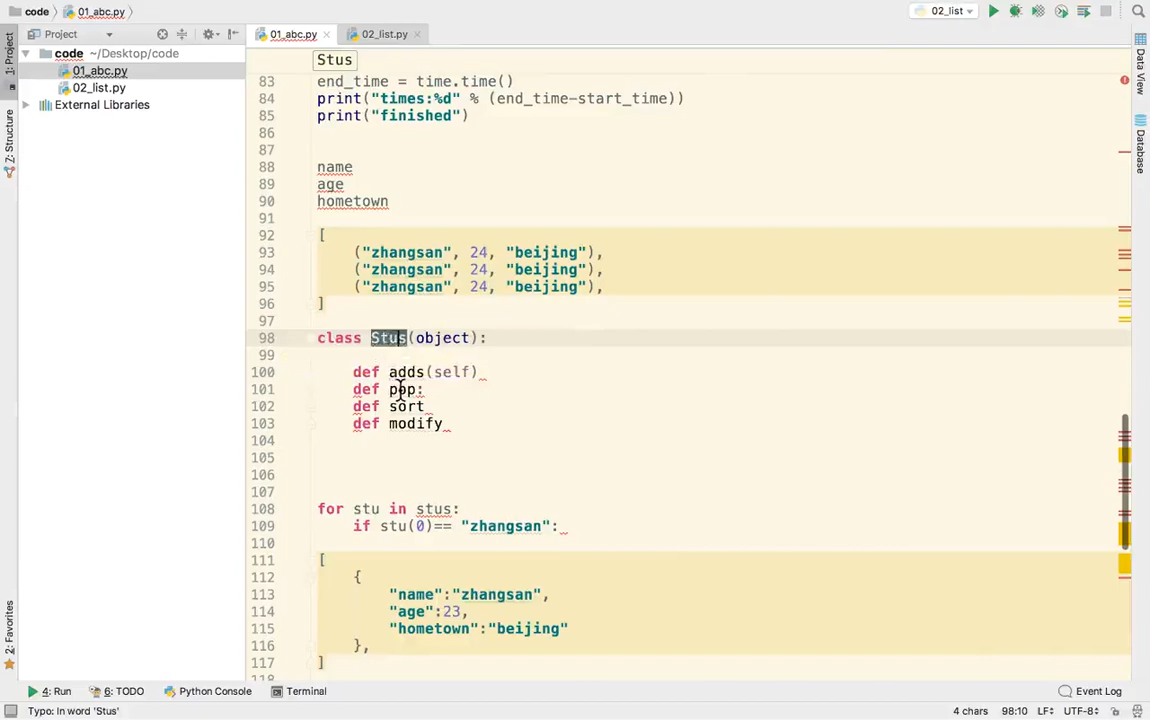 code 01_abc.py 02_list
Project 01_abc.py 02_list.py
code ~/Desktop/code
01_abc.py
02_list.py
External Libraries
1: Project
7: Structure
2: Favorites
Data View
Database
Stus
83 end_time = time.time()
84 print("times:%d" % (end_time-start_time))
85 print("finished")
86
87
88 name
89 age
90 hometown
91
92 [
93 ("zhangsan", 24, "beijing"),
94 ("zhangsan", 24, "beijing"),
95 ("zhangsan", 24, "beijing"),
96 ]
97
98 class Stus(object):
99
100 def adds(self)
101 def pop:
102 def sort
103 def modify
104
105
106
107
108 for stu in stus:
109 if stu(0)== "zhangsan":
110
111 [
112 {
113 "name":"zhangsan",
114 "age":23,
115 "hometown":"beijing"
116 },
117 ]
118
4: Run 6: TODO Python Console Terminal Event Log
Typo: In word 'Stus' 4 chars 98:10 LF UTF-8